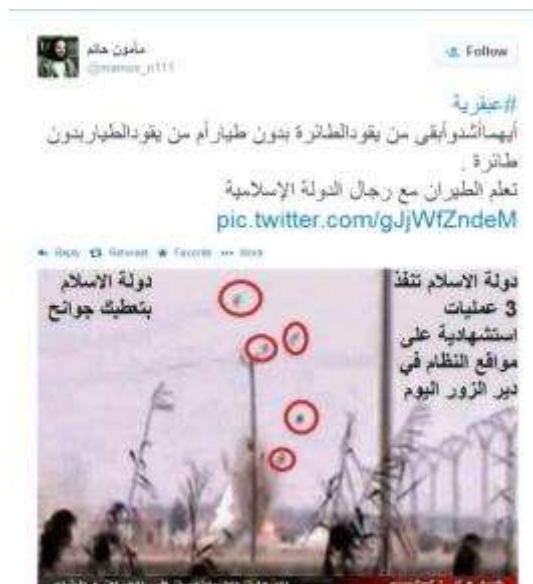 مأمون حاتم
Follow
#عبقرية
أيهماأشدوأبقى من يقودالطائرة بدون طيارأم من يقودالطياربدون
طائرة .
تعلم الطيران مع رجال الدولة الإسلامية
pic.twitter.com/gJjWfZndeM
Reply Retweet Favorite More
دولة الاسلام تنفذ
3 عمليات
استشهادية على
مواقع النظام في
دير الزور اليوم
دولة الاسلام
بتعطيك جوانح